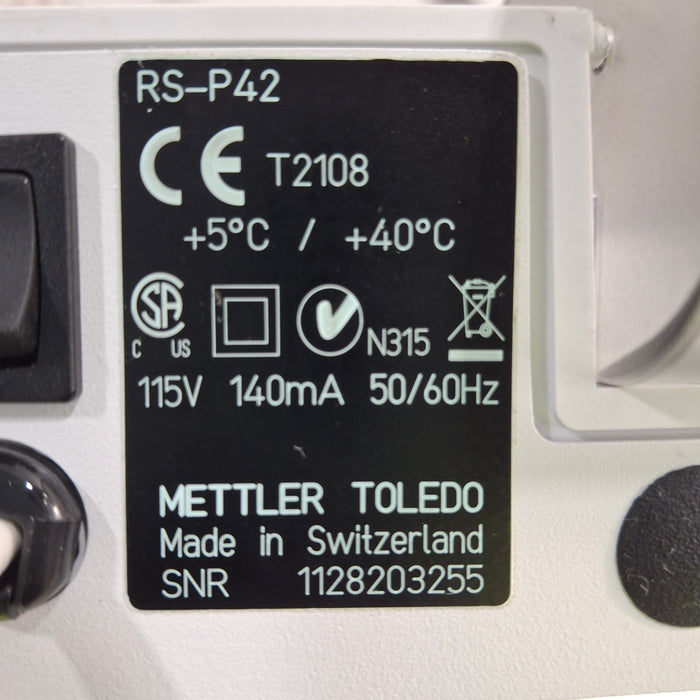 RS-P42
CE T2108
+5°C / +40°C
CSA N315
C US
115V 140mA 50/60Hz
METTLER TOLEDO
Made in Switzerland
SNR 1128203255